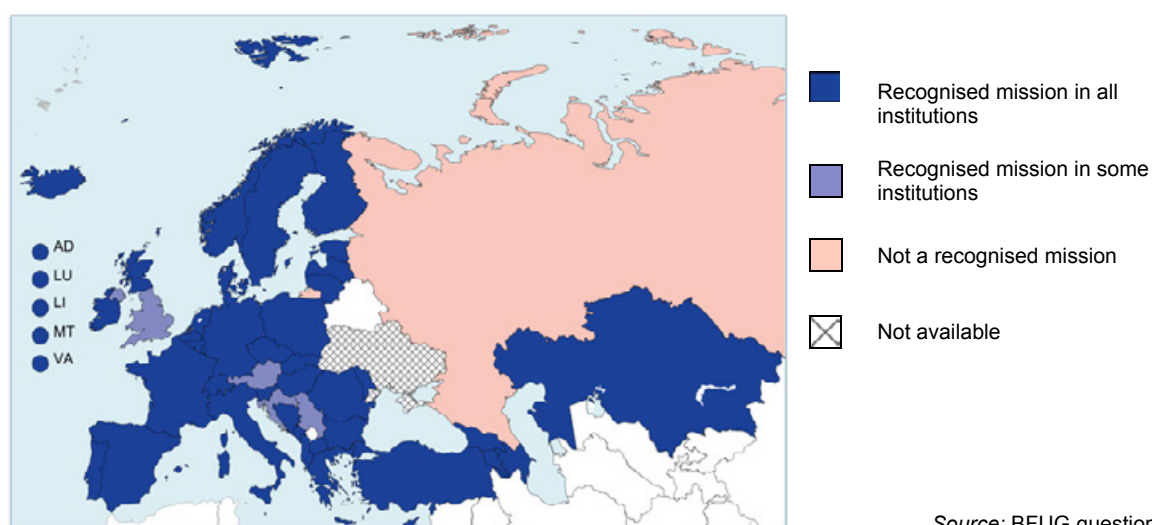 AD
LU
LI
MT
VA
Recognised mission in all
institutions
Recognised mission in some
institutions
Not a recognised mission
Not available
Source: BFUG question